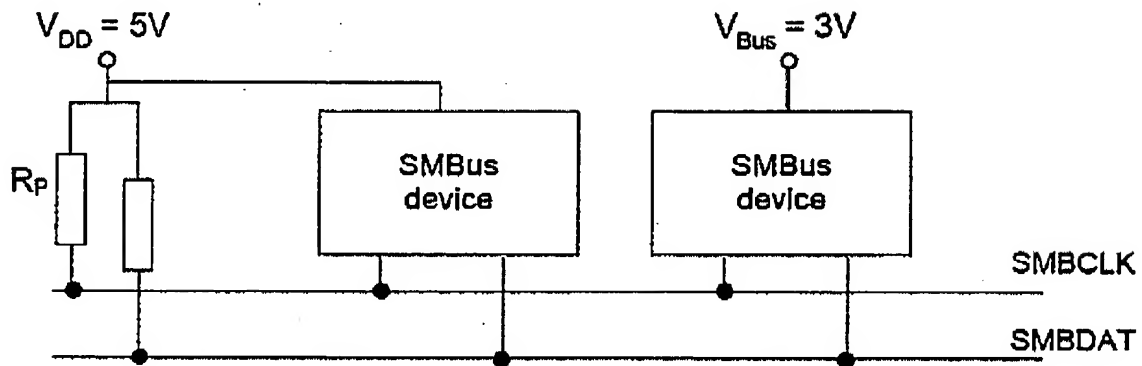 V_DD = 5V
V_Bus = 3V
R_P
SMBus
device
SMBus
device
SMBCLK
SMBDAT